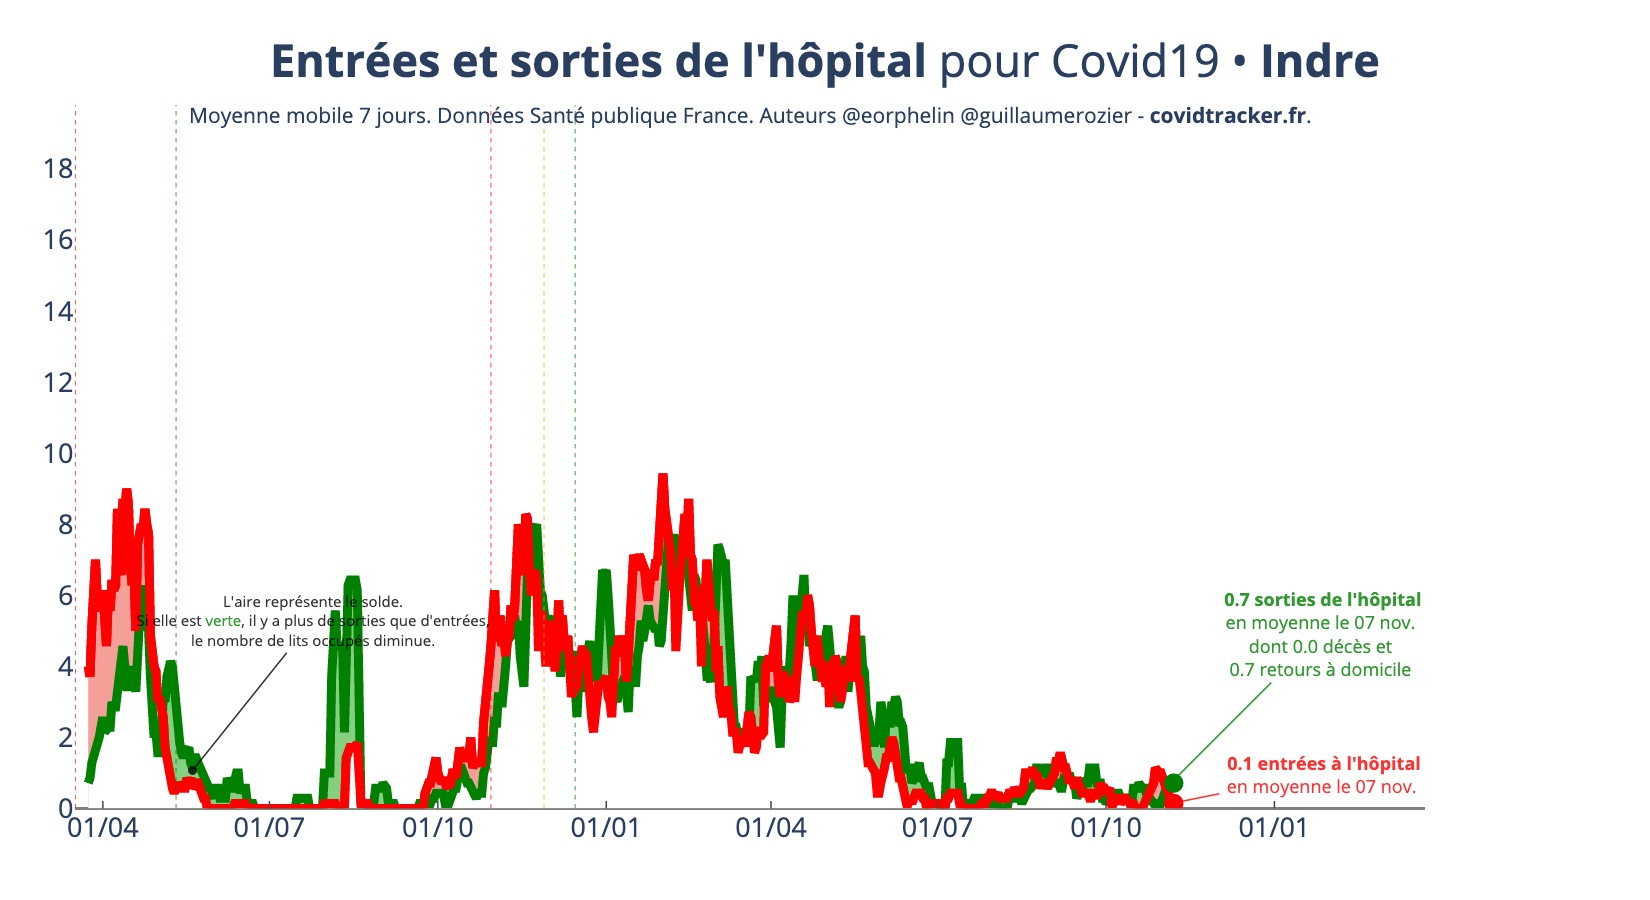 Entrées et sorties de l'hôpital pour Covid19 • Indre
Moyenne mobile 7 jours. Données Santé publique France. Auteurs @eorphelin @guillaumerozier - covidtracker.fr.
18
16
14
12
10
8
6
4
2
0
L'aire représente le solde.
Si elle est verte, il y a plus de sorties que d'entrées,
le nombre de lits occupés diminue.
0.7 sorties de l'hôpital
en moyenne le 07 nov.
dont 0.0 décès et
0.7 retours à domicile
0.1 entrées à l'hôpital
en moyenne le 07 nov.
01/04 01/07 01/10 01/01 01/04 01/07 01/10 01/01